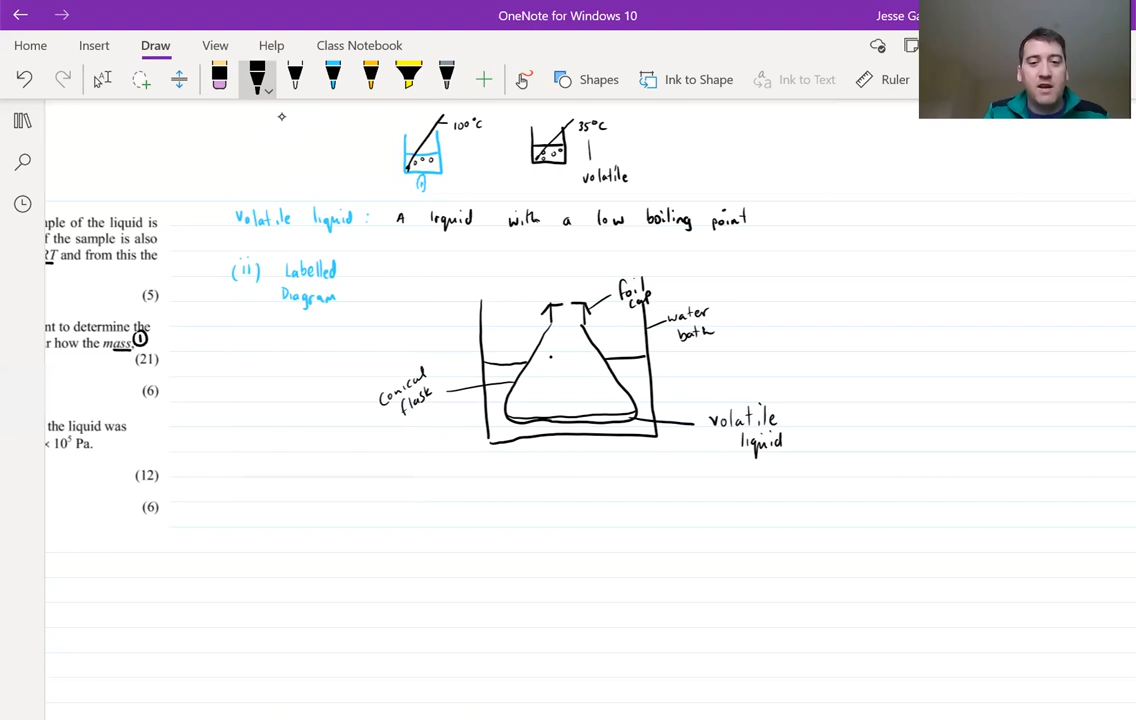 OneNote for Windows 10
Jesse Ga
Home Insert Draw View Help Class Notebook
Shapes Ink to Shape Ink to Text Ruler
100°C
35°C
volatile
Volatile liquid: A liquid with a low boiling point
ple of the liquid is
f the sample is also
RT and from this the
(ii) Labelled
Diagram
(5)
foil
cap
water
bath
nt to determine the
r how the mass. 1
(21)
conical
flask
(6)
volatile
liquid
the liquid was
× 10⁵ Pa.
(12)
(6)